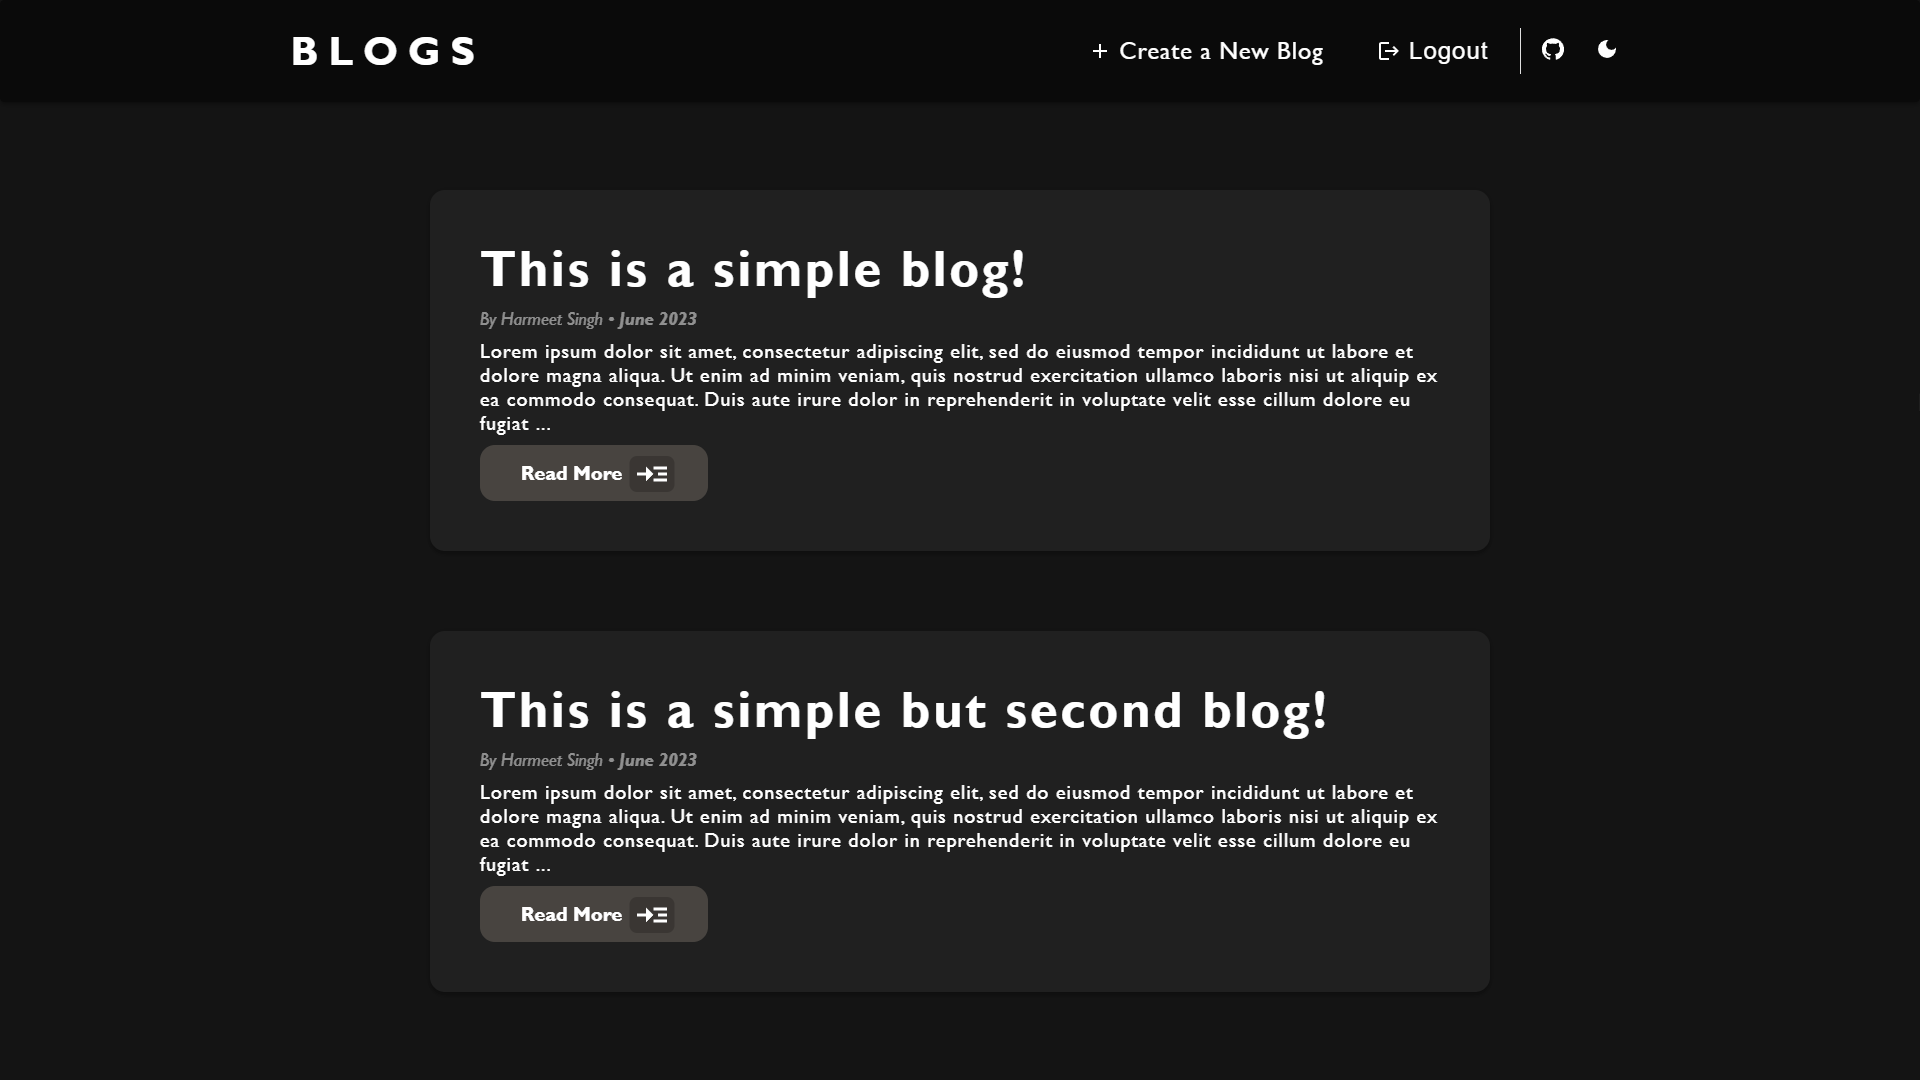 BLOGS
Create a New Blog
Logout
This is a simple blog!
By Harmeet Singh • June 2023
Lorem ipsum dolor sit amet, consectetur adipiscing elit, sed do eiusmod tempor incididunt ut labore et
dolore magna aliqua. Ut enim ad minim veniam, quis nostrud exercitation ullamco laboris nisi ut aliquip ex
ea commodo consequat. Duis aute irure dolor in reprehenderit in voluptate velit esse cillum dolore eu
fugiat ...
Read More
This is a simple but second blog!
By Harmeet Singh • June 2023
Lorem ipsum dolor sit amet, consectetur adipiscing elit, sed do eiusmod tempor incididunt ut labore et
dolore magna aliqua. Ut enim ad minim veniam, quis nostrud exercitation ullamco laboris nisi ut aliquip ex
ea commodo consequat. Duis aute irure dolor in reprehenderit in voluptate velit esse cillum dolore eu
fugiat ...
Read More